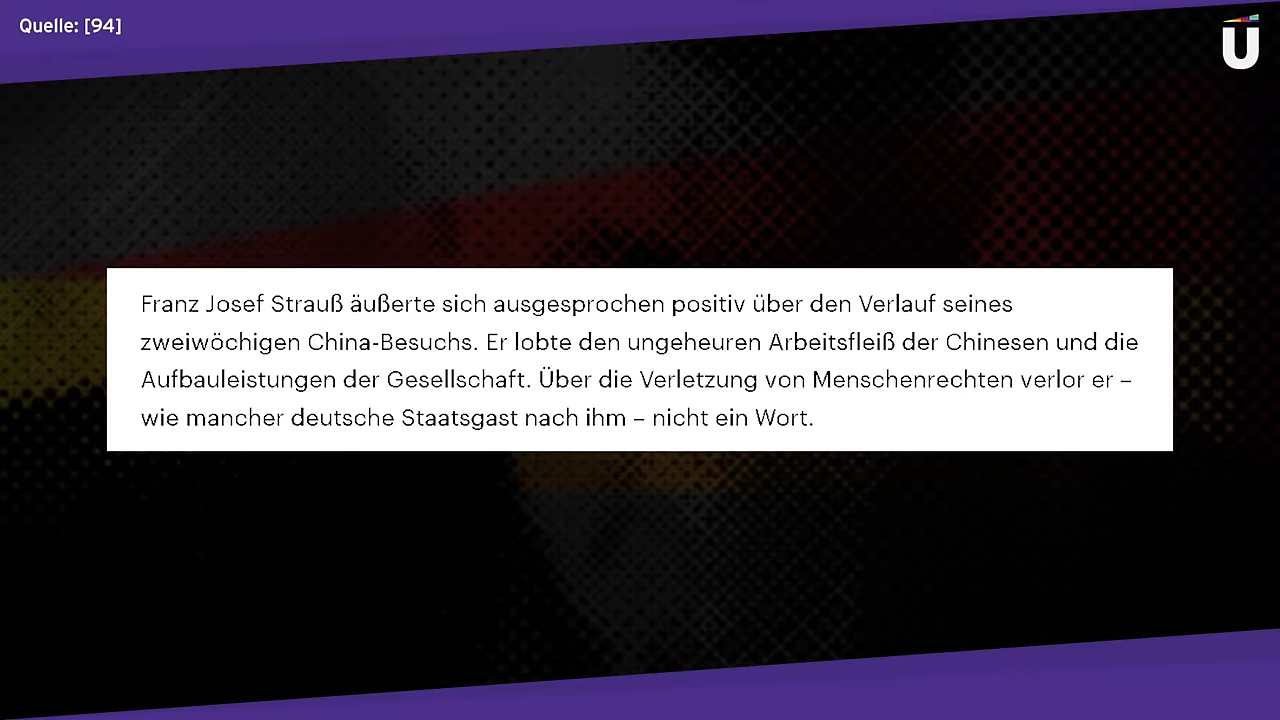 Quelle: [94]
Ü
Franz Josef Strauß äußerte sich ausgesprochen positiv über den Verlauf seines
zweiwöchigen China-Besuchs. Er lobte den ungeheuren Arbeitsfleiß der Chinesen und die
Aufbauleistungen der Gesellschaft. Über die Verletzung von Menschenrechten verlor er –
wie mancher deutsche Staatsgast nach ihm – nicht ein Wort.